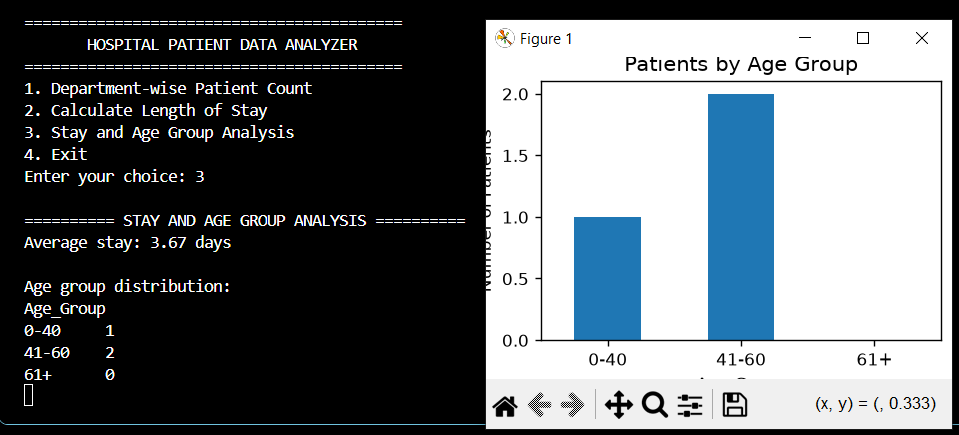 ==========================================
HOSPITAL PATIENT DATA ANALYZER
==========================================
1. Department-wise Patient Count
2. Calculate Length of Stay
3. Stay and Age Group Analysis
4. Exit
Enter your choice: 3
========== STAY AND AGE GROUP ANALYSIS ==========
Average stay: 3.67 days
Age group distribution:
Age_Group
0-40     1
41-60    2
61+      0
Figure 1
Patients by Age Group
2.0
1.5
1.0
0.5
0.0
0-40 41-60 61+
(x, y) = (, 0.333)